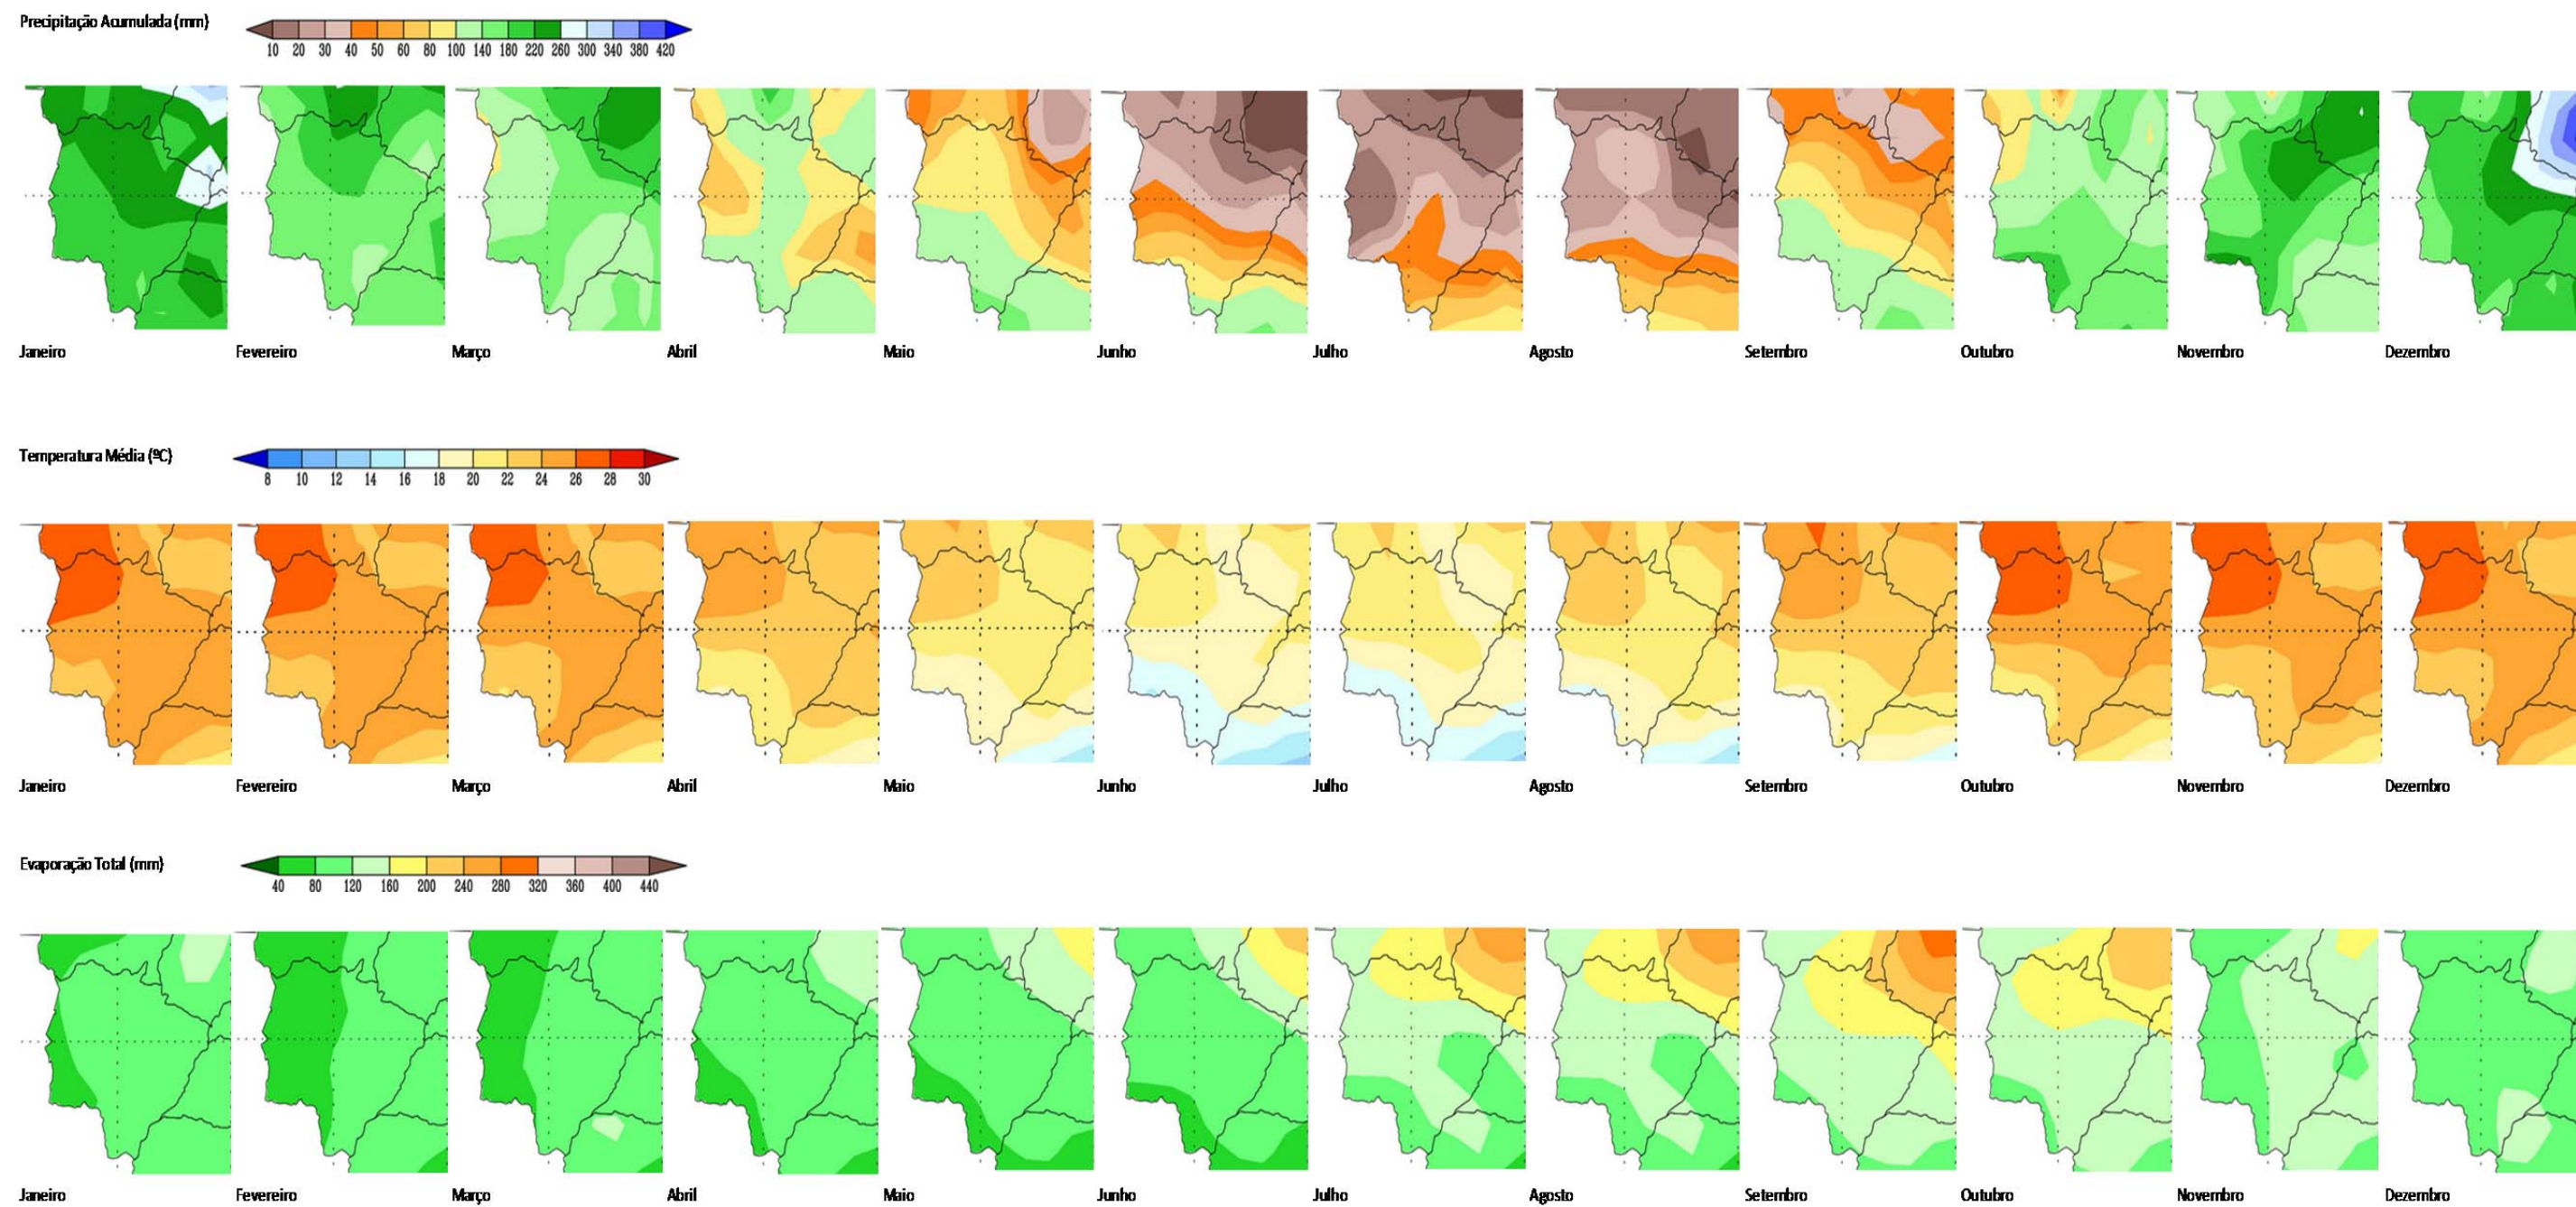 Precipitação Acumulada (mm)
10 20 30 40 50 60 80 100 140 180 220 260 300 340 380 420
Janeiro Fevereiro Março Abril Maio Junho Julho Agosto Setembro Outubro Novembro Dezembro
Temperatura Média (ºC)
8 10 12 14 16 18 20 22 24 26 28 30
Janeiro Fevereiro Março Abril Maio Junho Julho Agosto Setembro Outubro Novembro Dezembro
Evaporação Total (mm)
40 80 120 160 200 240 280 320 360 400 440
Janeiro Fevereiro Março Abril Maio Junho Julho Agosto Setembro Outubro Novembro Dezembro